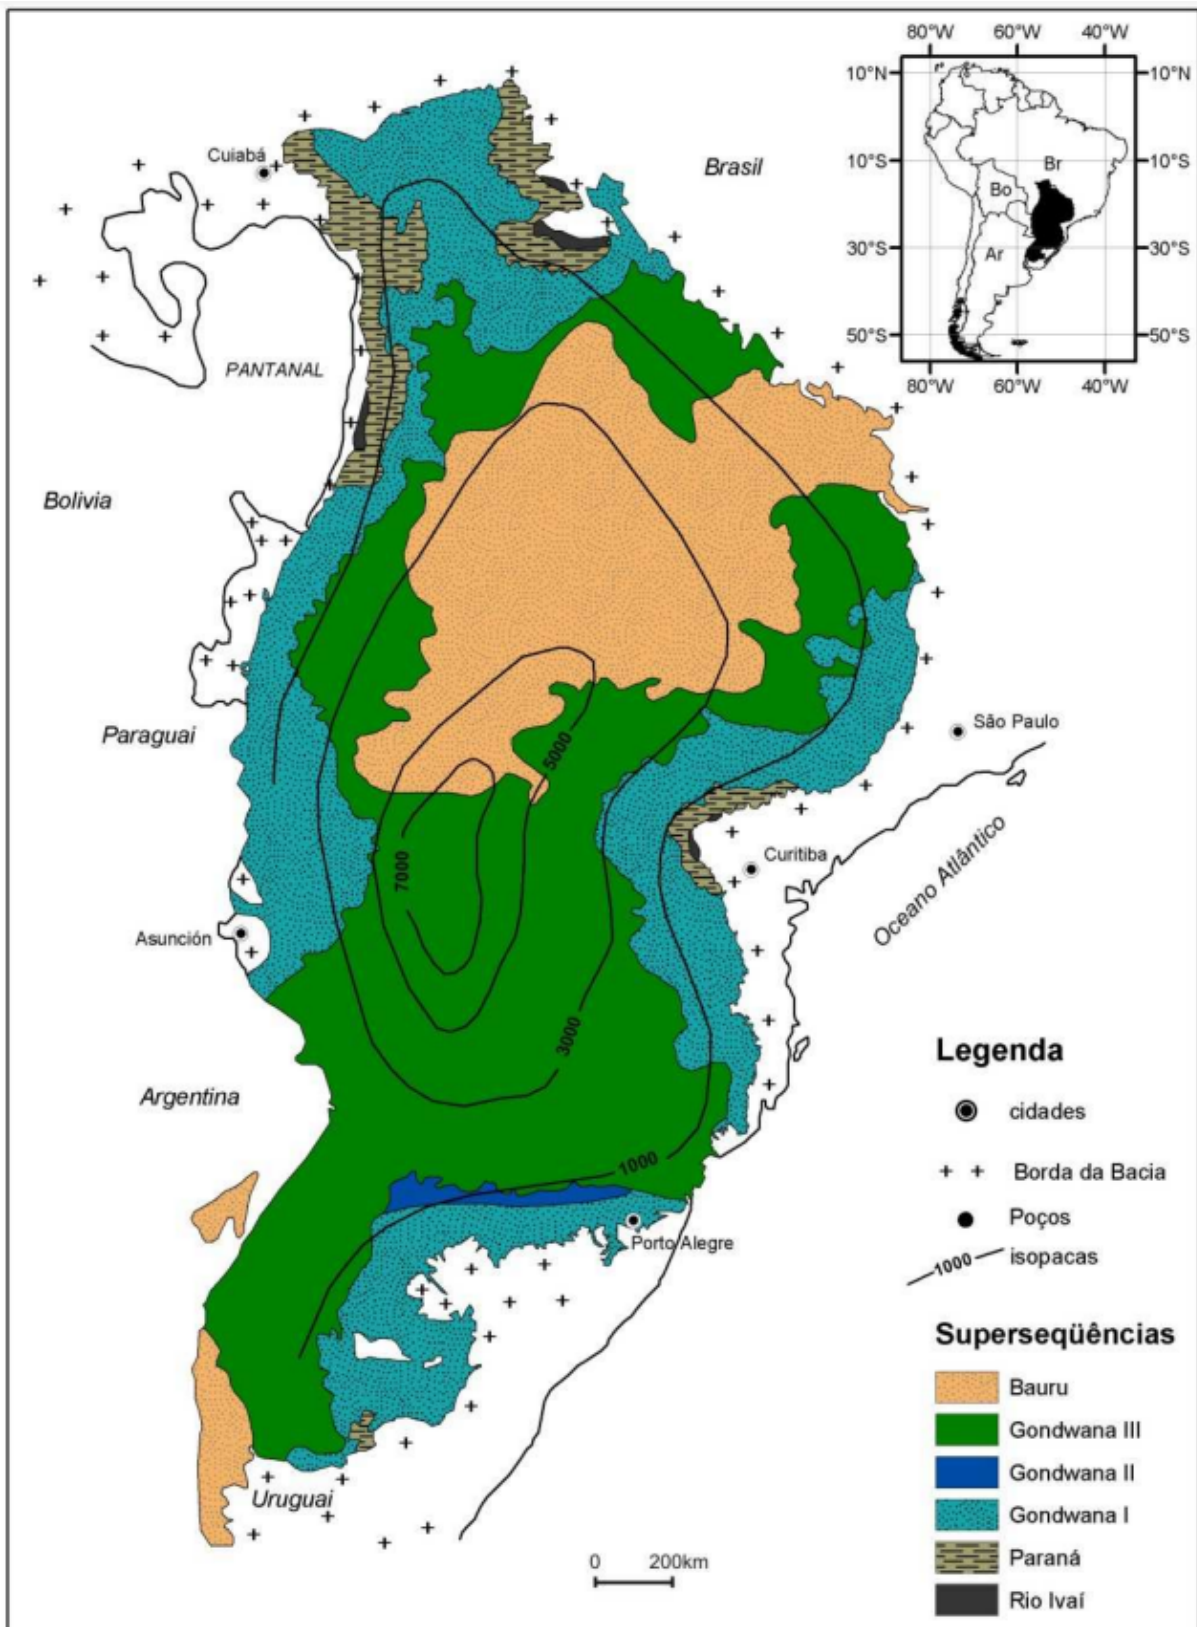 80°W 60°W 40°W
10°N 10°N
10°S 10°S
30°S 30°S
50°S 50°S
80°W 60°W 40°W
Br
Bo
Ar
Cuiabá
Brasil
PANTANAL
Bolivia
Paraguai
São Paulo
5000
7000
Curitiba
Oceano Atlântico
Asunción
3000
Argentina
1000
Porto Alegre
Uruguai
0 200km
Legenda
cidades
Borda da Bacia
Poços
1000 isopacas
Superseqüências
Bauru
Gondwana III
Gondwana II
Gondwana I
Paraná
Rio Ivaí